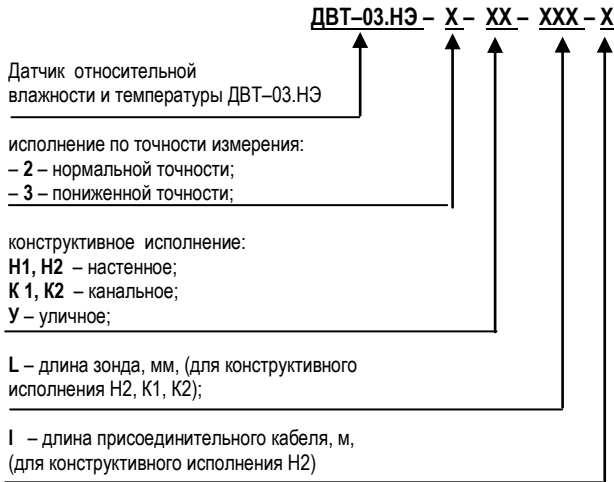 ДВТ–03.НЭ – Х – ХХ – ХХХ – Х
Датчик относительной
влажности и температуры ДВТ–03.НЭ
исполнение по точности измерения:
– 2 – нормальной точности;
– 3 – пониженной точности;
конструктивное исполнение:
Н1, Н2 – настенное;
К 1, К2 – канальное;
У – уличное;
L – длина зонда, мм, (для конструктивного
исполнения Н2, К1, К2);
l – длина присоединительного кабеля, м,
(для конструктивного исполнения Н2)